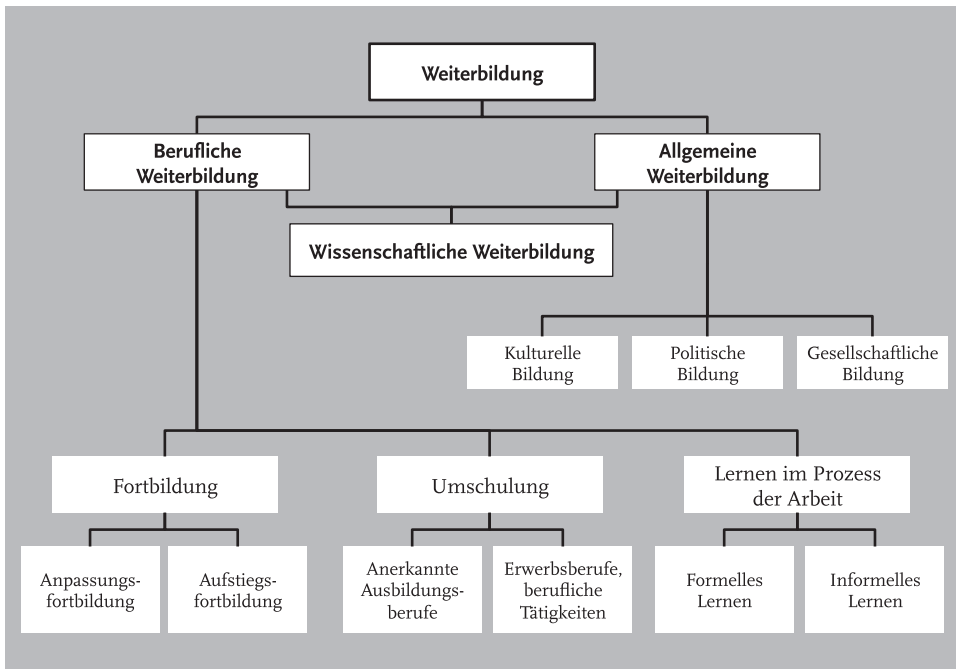 Weiterbildung
Berufliche
Weiterbildung
Allgemeine
Weiterbildung
Wissenschaftliche Weiterbildung
Kulturelle
Bildung
Politische
Bildung
Gesellschaftliche
Bildung
Fortbildung
Umschulung
Lernen im Prozess
der Arbeit
Anpassungs-
fortbildung
Aufstiegs-
fortbildung
Anerkannte
Ausbildungs-
berufe
Erwerbsberufe,
berufliche
Tätigkeiten
Formelles
Lernen
Informelles
Lernen